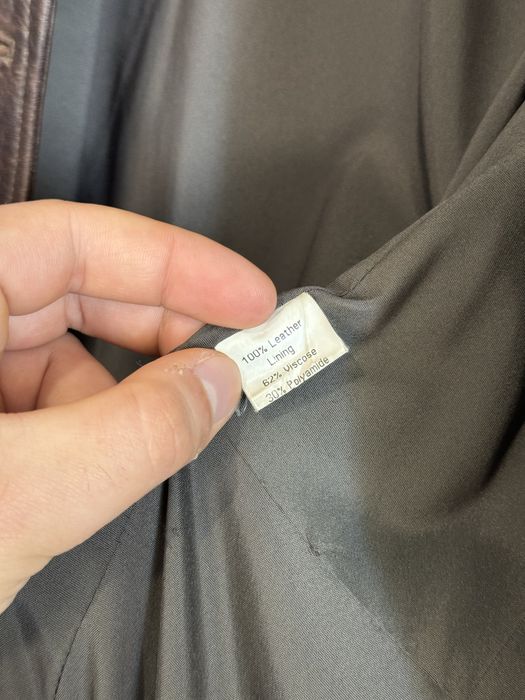 100% Leather
Lining
62% Viscose
30% Polyamide